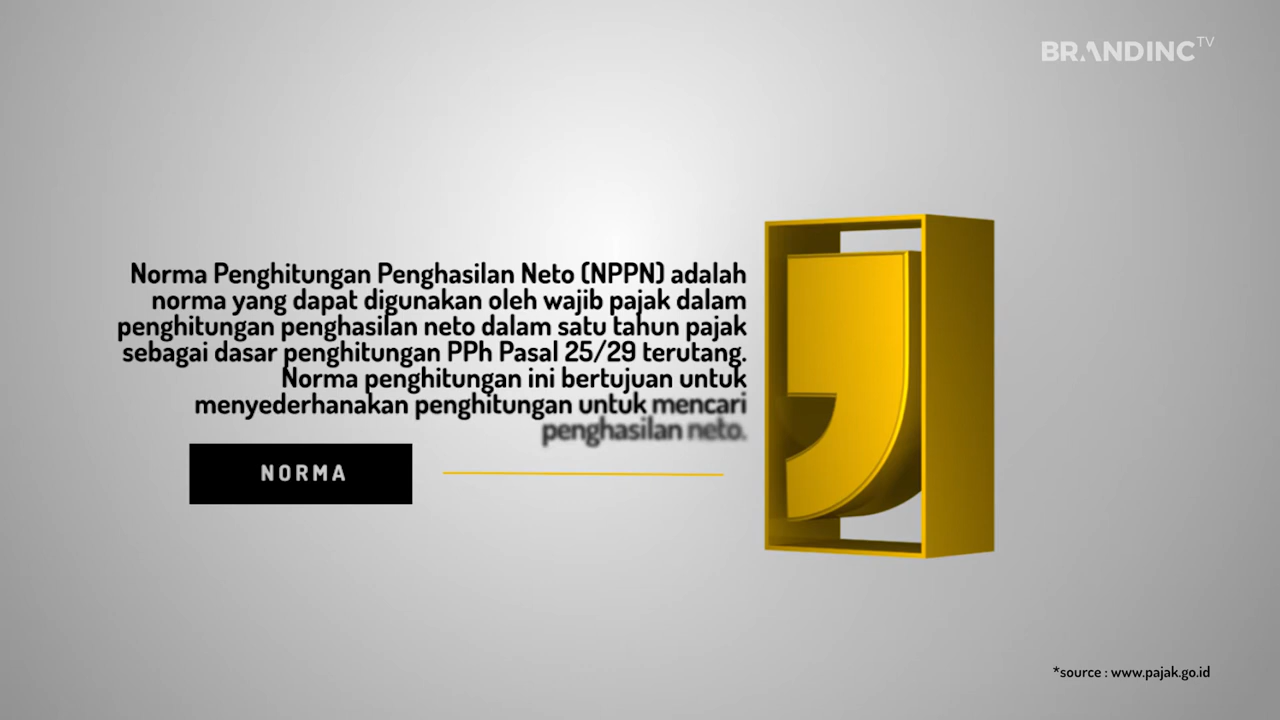 BRANDINC TV
Norma Penghitungan Penghasilan Neto (NPPN) adalah
norma yang dapat digunakan oleh wajib pajak dalam
penghitungan penghasilan neto dalam satu tahun pajak
sebagai dasar penghitungan PPh Pasal 25/29 terutang.
Norma penghitungan ini bertujuan untuk
menyederhanakan penghitungan untuk mencari
penghasilan neto.
NORMA
*source : www.pajak.go.id